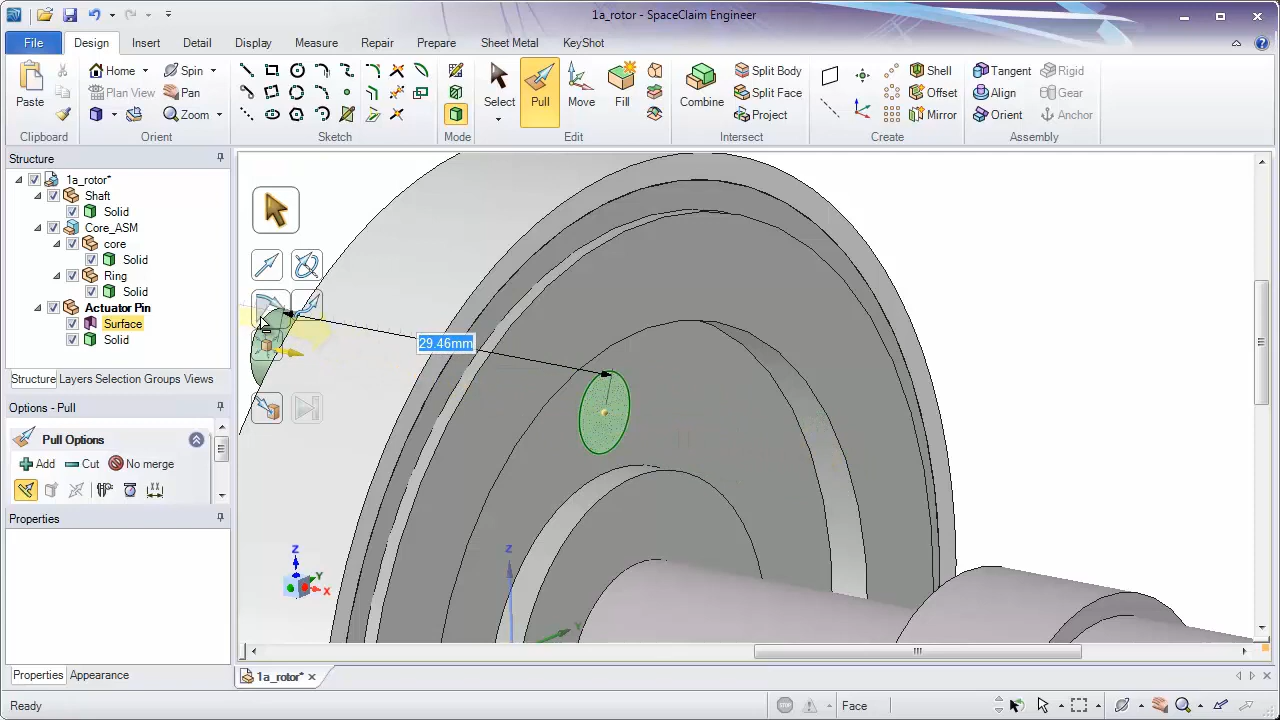 1a_rotor - SpaceClaim Engineer
File Design Insert Detail Display Measure Repair Prepare Sheet Metal KeyShot
Home Spin Select Pull Move Fill Combine Split Body Shell Tangent Rigid
Paste Plan View Pan Split Face Offset Align Gear
Zoom Project Mirror Orient Anchor
Clipboard Orient Sketch Mode Edit Intersect Create Assembly
Structure
1a_rotor*
Shaft
Solid
Core_ASM
core
Solid
Ring
Solid
Actuator Pin
Surface
Solid
Structure Layers Selection Groups Views
Options - Pull
Pull Options
Add Cut No merge
Properties
Properties Appearance
29.46mm
Z
Y
X
Z
Y
1a_rotor*
Ready
Face